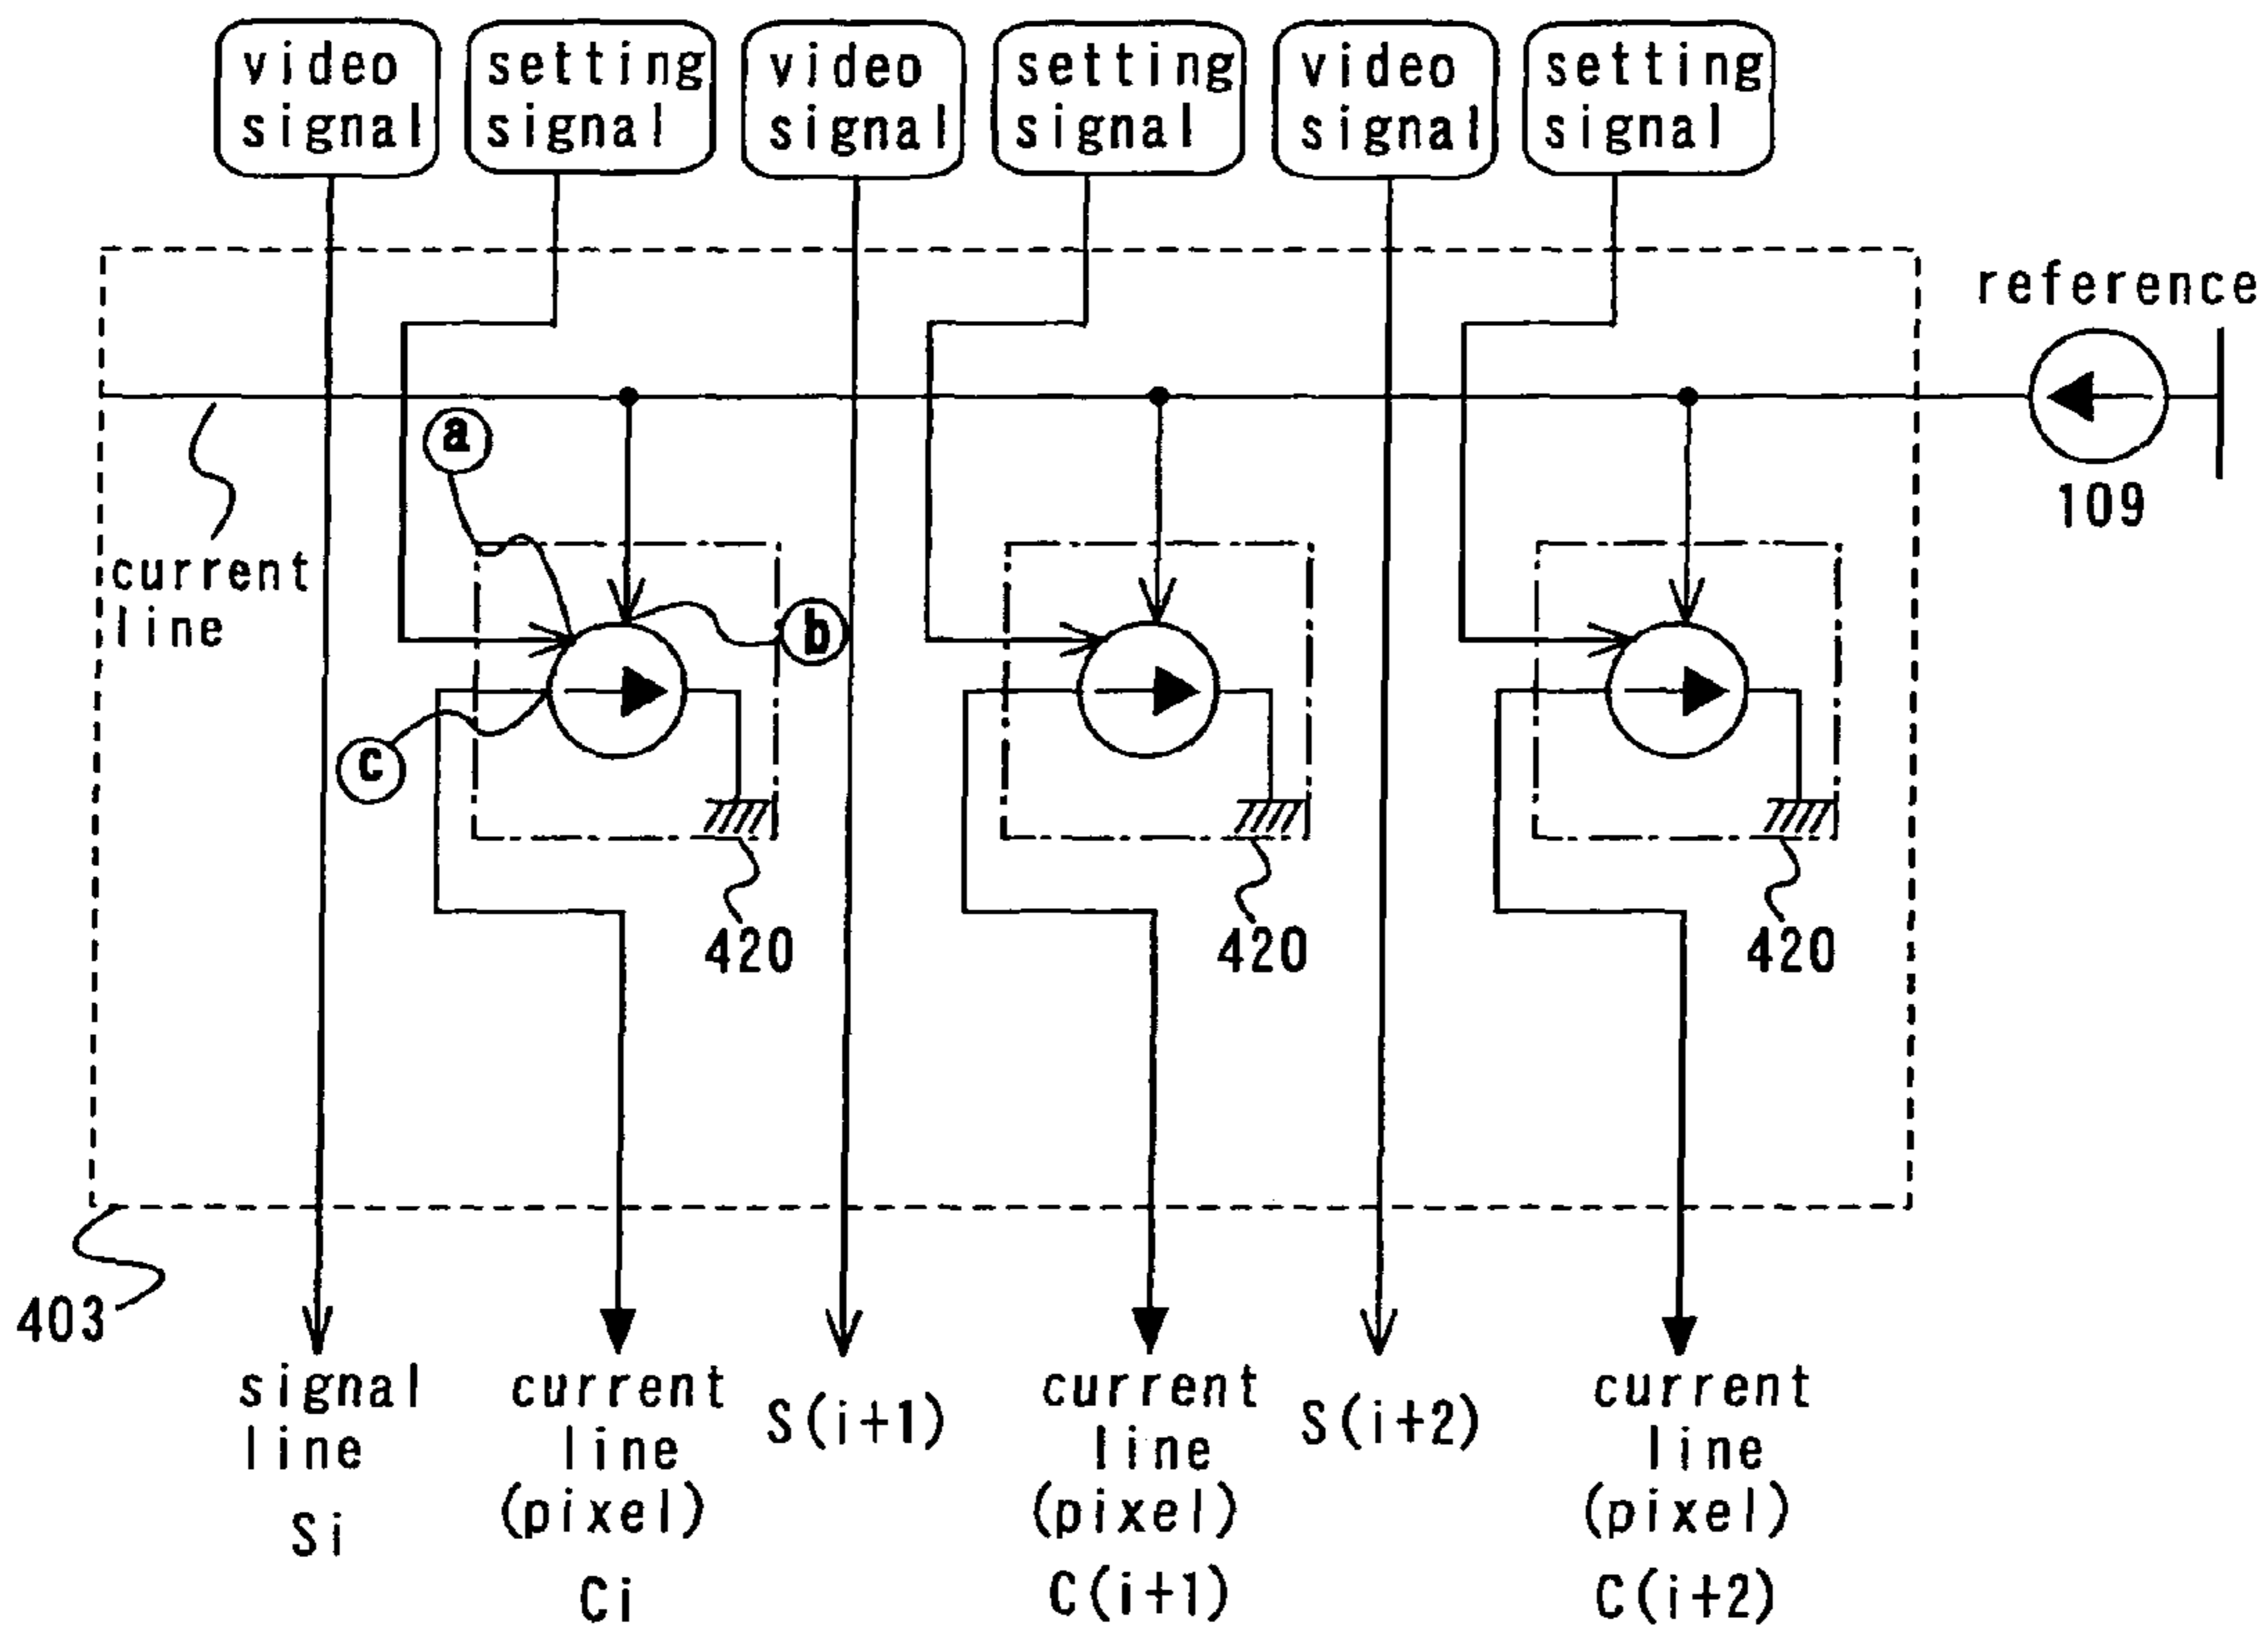 video signal
setting signal
video signal
setting signal
video signal
setting signal
reference
109
a
current line
b
c
420
420
420
403
signal line
Si
current line (pixel)
Ci
S(i+1)
current line (pixel)
C(i+1)
S(i+2)
current line (pixel)
C(i+2)